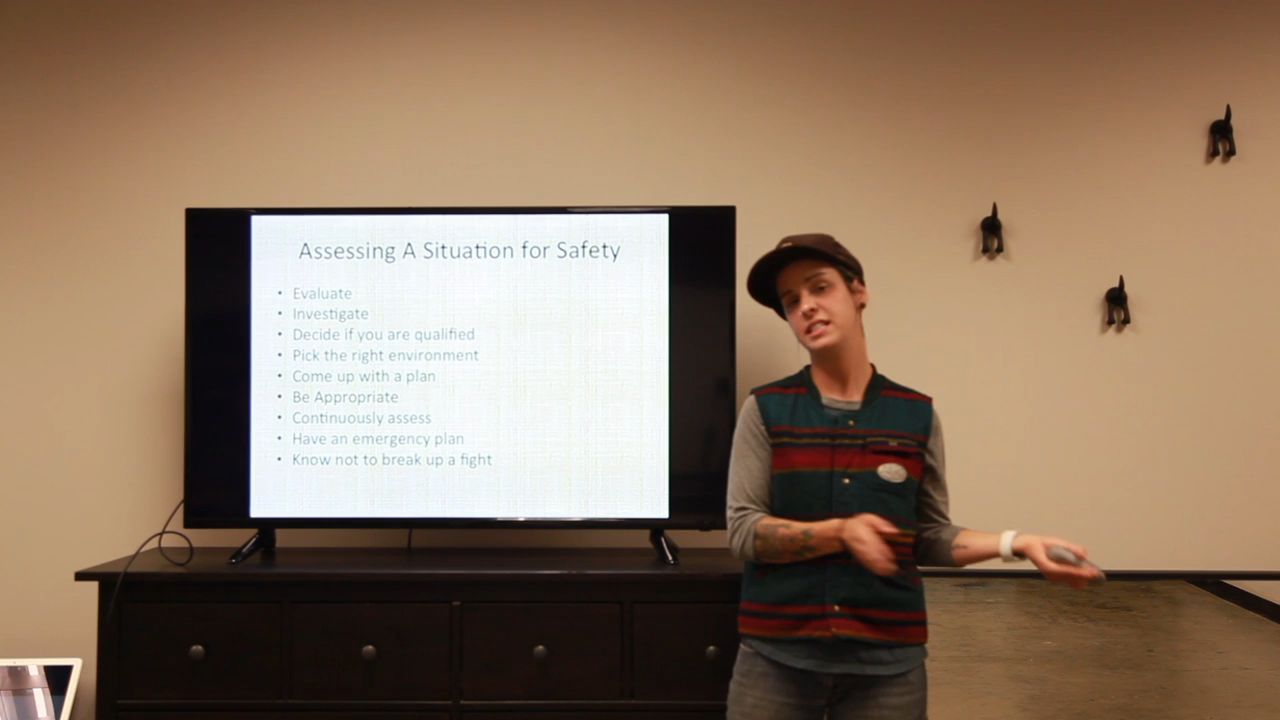 Assessing A Situation for Safety
• Evaluate
• Investigate
• Decide if you are qualified
• Pick the right environment
• Come up with a plan
• Be Appropriate
• Continuously assess
• Have an emergency plan
• Know not to break up a fight